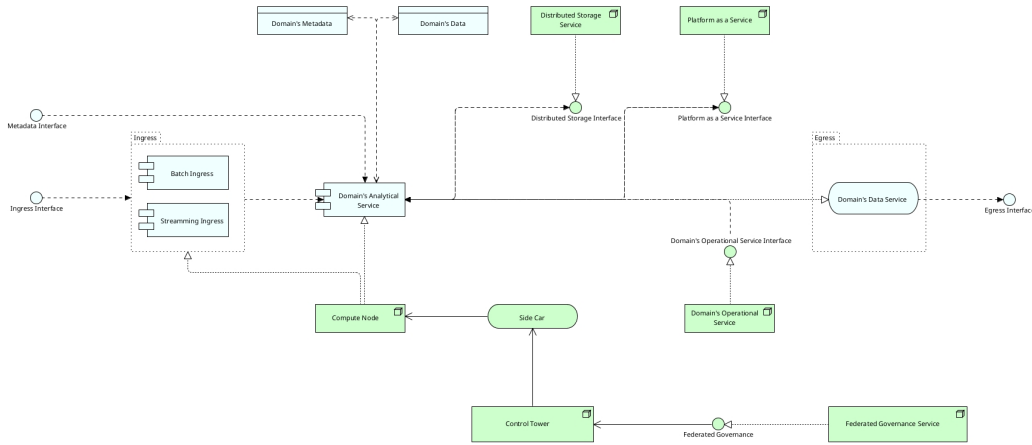 Domain's Metadata
Domain's Data
Distributed Storage
Service
Platform as a Service
Metadata Interface
Distributed Storage Interface
Platform as a Service Interface
Ingress
Egress
Batch Ingress
Streamming Ingress
Ingress Interface
Domain's Analytical
Service
Domain's Data Service
Egress Interfac
Domain's Operational Service Interface
Compute Node
Side Car
Domain's Operational
Service
Control Tower
Federated Governance
Federated Governance Service